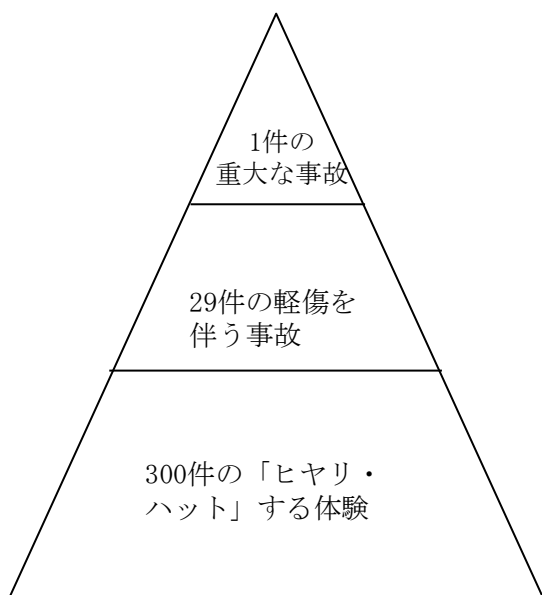 1件の
重大な事故
29件の軽傷を
伴う事故
300件の「ヒヤリ・
ハット」する体験